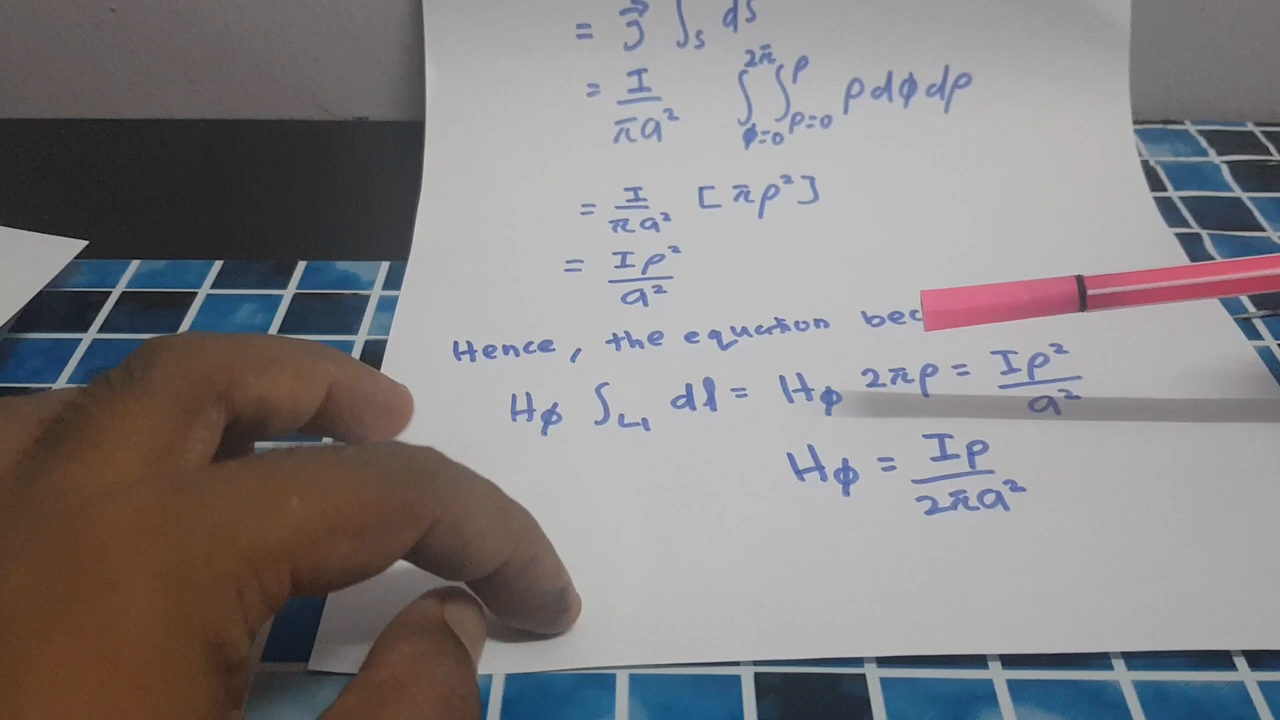 = J⃗ ∫s ds
= I/πa² ∫_{ϕ=0}^{2π} ∫_{ρ=0}^{ρ} ρ dϕ dρ
= I/πa² [πρ²]
= Iρ²/a²
Hence, the equation bec
Hϕ ∫L1 dl = Hϕ 2πρ = Iρ²/a²
Hϕ = Iρ/2πa²